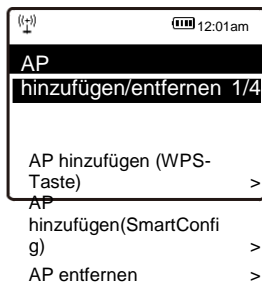 12:01am
AP
hinzufügen/entfernen 1/4
AP hinzufügen (WPS-
Taste) >
AP
hinzufügen(SmartConfi
g) >
AP entfernen >